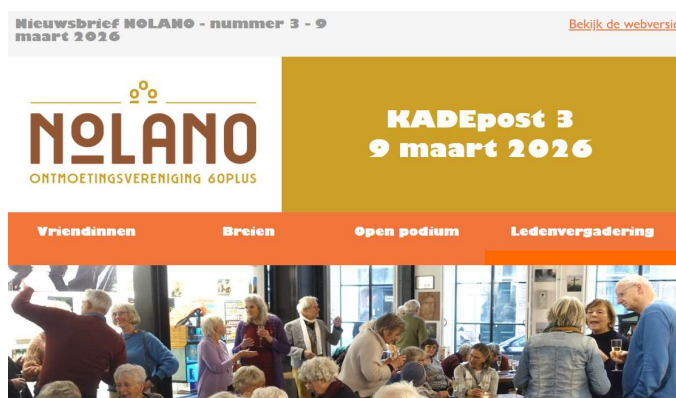 Nieuwsbrief NOLANO - nummer 3 - 9
maart 2026
Bekijk de webversie
NOLANO
ONTMOETINGSVERENIGING 60PLUS
KADEpost 3
9 maart 2026
Vriendinnen
Breien
Open podium
Ledenvergadering